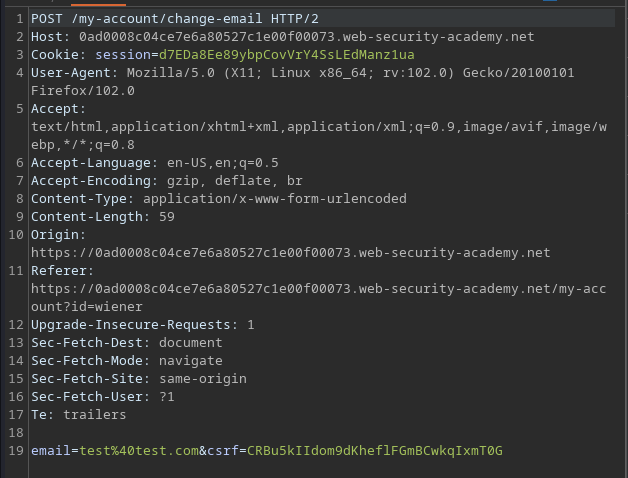 1 POST /my-account/change-email HTTP/2
2 Host: 0ad0008c04ce7e6a80527c1e00f00073.web-security-academy.net
3 Cookie: session=d7EDa8Ee89ybpCovVrY4SsLEdManz1ua
4 User-Agent: Mozilla/5.0 (X11; Linux x86_64; rv:102.0) Gecko/20100101
Firefox/102.0
5 Accept:
text/html,application/xhtml+xml,application/xml;q=0.9,image/avif,image/w
ebp,*/*;q=0.8
6 Accept-Language: en-US,en;q=0.5
7 Accept-Encoding: gzip, deflate, br
8 Content-Type: application/x-www-form-urlencoded
9 Content-Length: 59
10 Origin:
https://0ad0008c04ce7e6a80527c1e00f00073.web-security-academy.net
11 Referer:
https://0ad0008c04ce7e6a80527c1e00f00073.web-security-academy.net/my-acc
ount?id=wiener
12 Upgrade-Insecure-Requests: 1
13 Sec-Fetch-Dest: document
14 Sec-Fetch-Mode: navigate
15 Sec-Fetch-Site: same-origin
16 Sec-Fetch-User: ?1
17 Te: trailers
18
19 email=test%40test.com&csrf=CRBu5kIIdom9dKheflFGmBCwkqIxmT0G